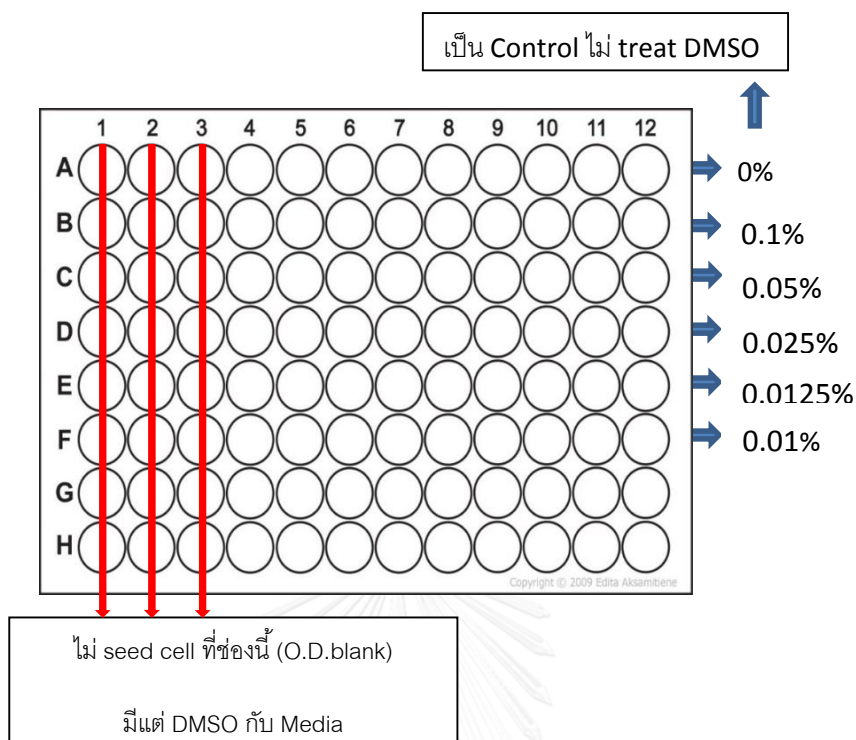 เป็น Control ไม่ treat DMSO
1 2 3 4 5 6 7 8 9 10 11 12
A 0%
B 0.1%
C 0.05%
D 0.025%
E 0.0125%
F 0.01%
G
H
Copyright © 2009 Edita Aksamitiene
ไม่ seed cell ที่ช่องนี้ (O.D.blank)
มีแต่ DMSO กับ Media